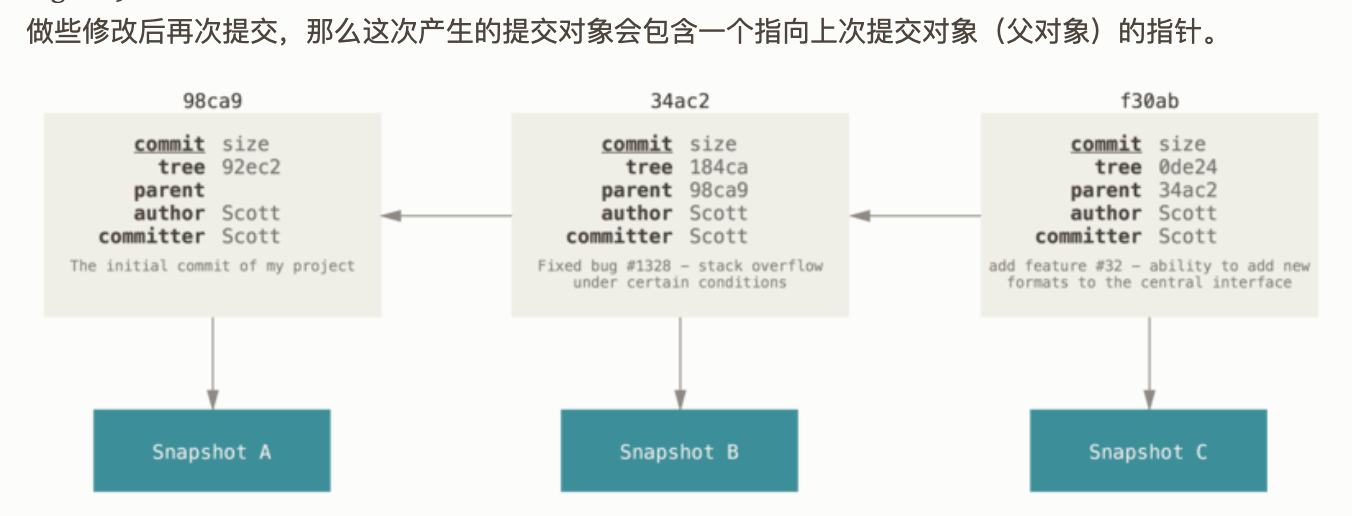 做些修改后再次提交，那么这次产生的提交对象会包含一个指向上次提交对象（父对象）的指针。
98ca9
commit size
tree 92ec2
parent
author Scott
committer Scott
The initial commit of my project
Snapshot A
34ac2
commit size
tree 184ca
parent 98ca9
author Scott
committer Scott
Fixed bug #1328 – stack overflow
under certain conditions
Snapshot B
f30ab
commit size
tree 0de24
parent 34ac2
author Scott
committer Scott
add feature #32 – ability to add new
formats to the central interface
Snapshot C